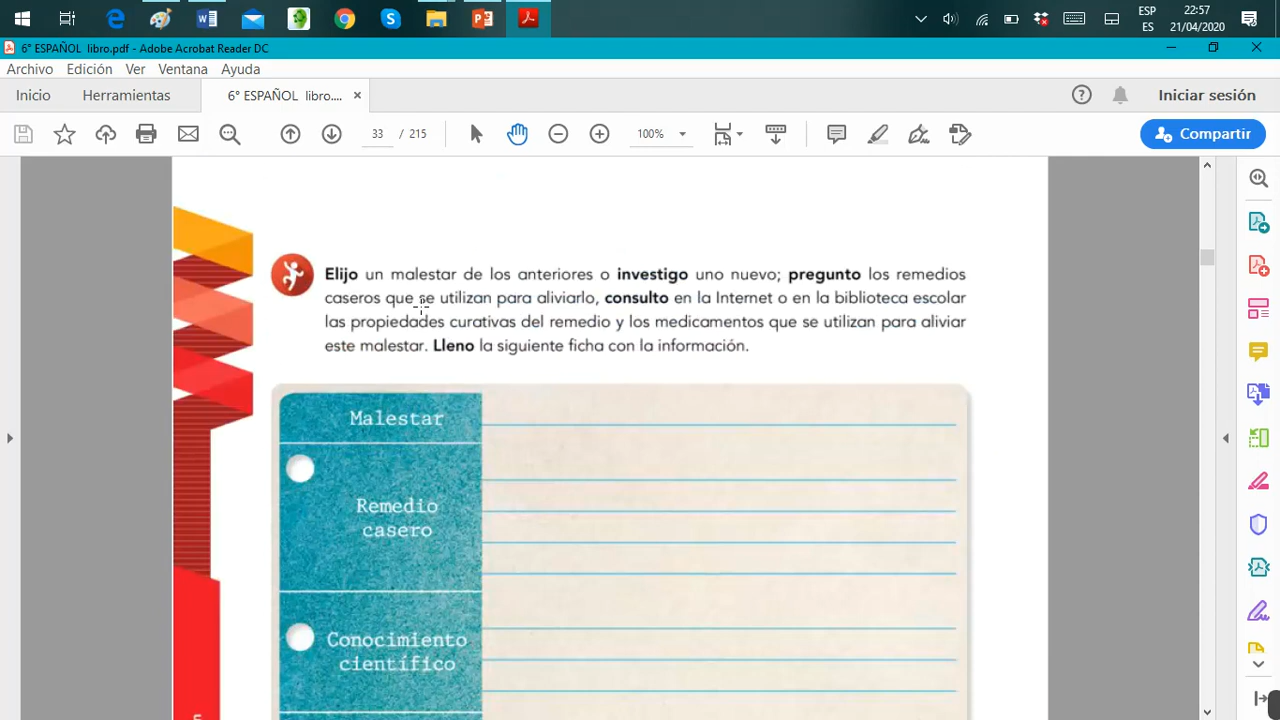 ESP
ES
22:57
21/04/2020
6° ESPAÑOL libro.pdf - Adobe Acrobat Reader DC
Archivo Edición Ver Ventana Ayuda
Inicio Herramientas 6° ESPAÑOL libro.... × Iniciar sesión
33 / 215 100% Compartir
Elijo un malestar de los anteriores o investigo uno nuevo; pregunto los remedios
caseros que se utilizan para aliviarlo, consulto en la Internet o en la biblioteca escolar
las propiedades curativas del remedio y los medicamentos que se utilizan para aliviar
este malestar. Lleno la siguiente ficha con la información.
Malestar
Remedio
casero
Conocimiento
científico